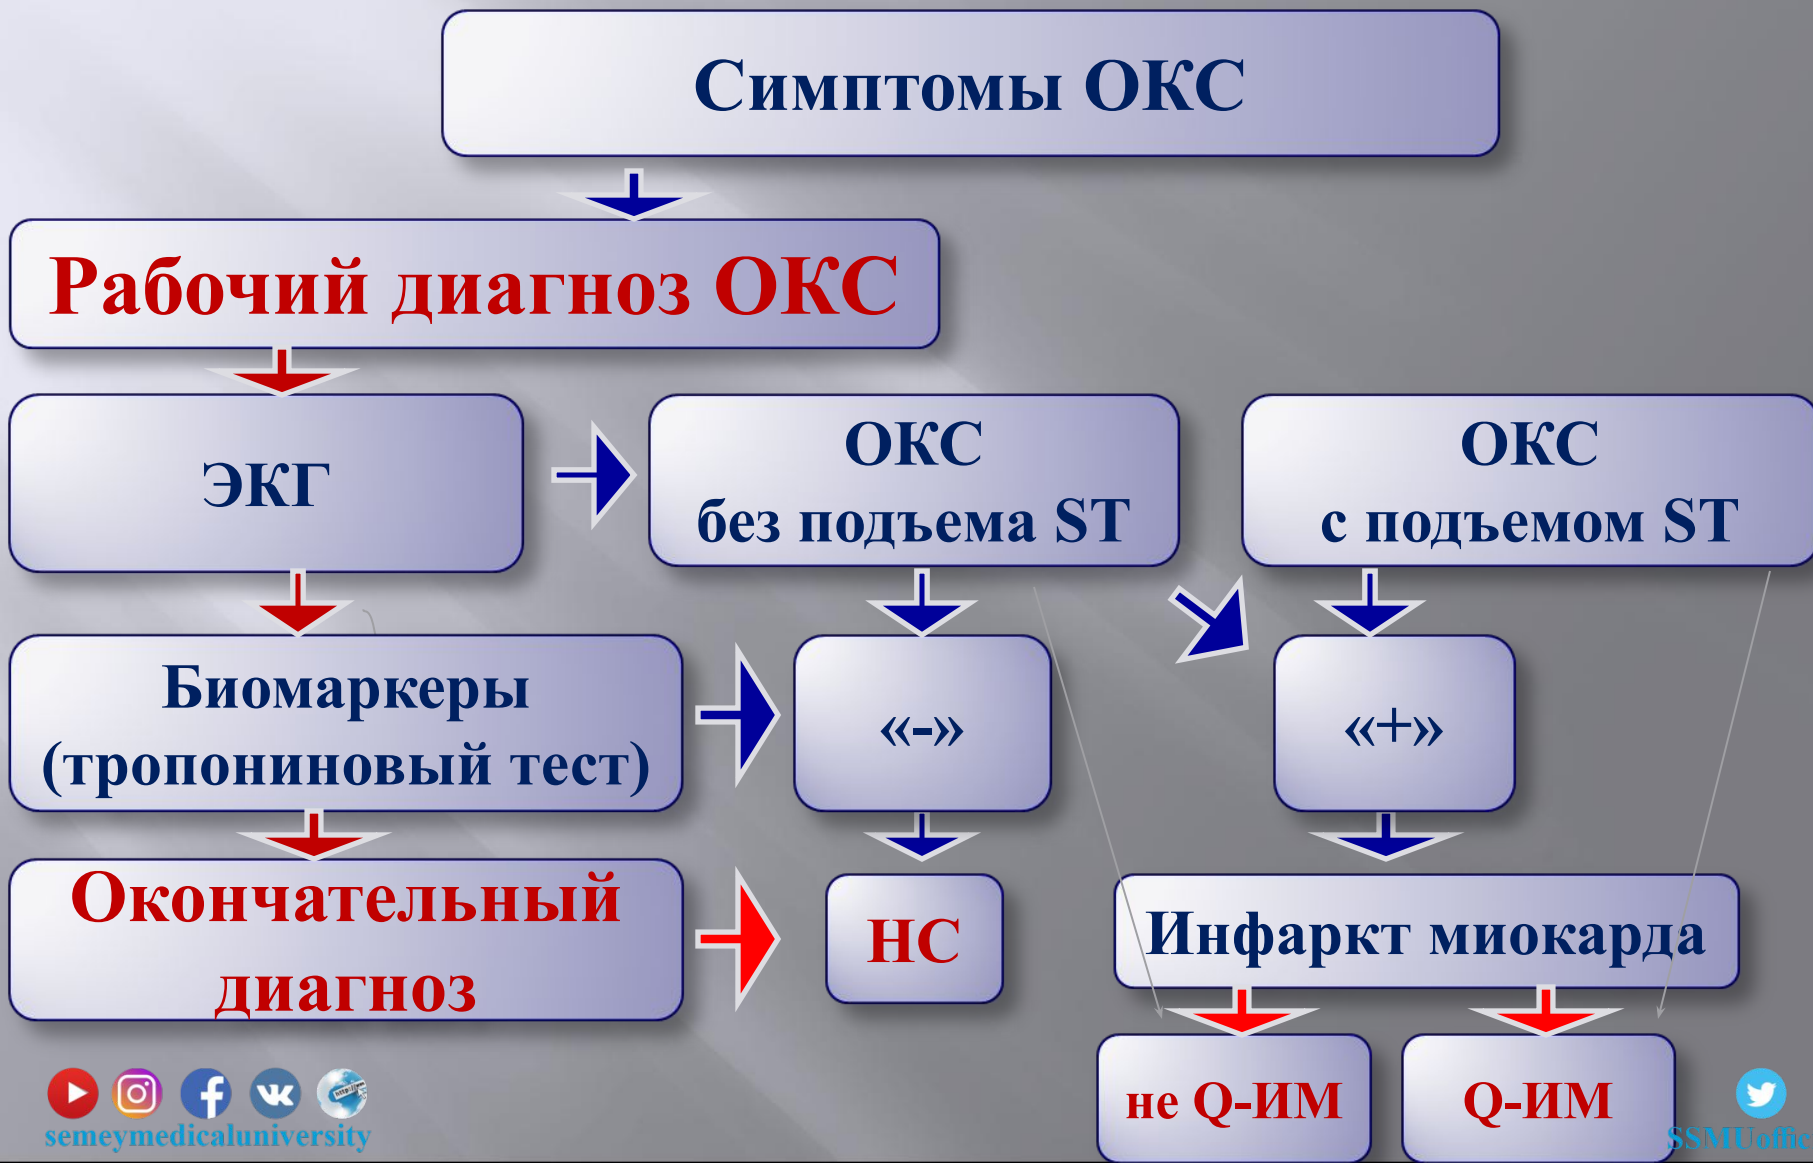 Симптомы ОКС
Рабочий диагноз ОКС
ЭКГ
ОКС
без подъема ST
ОКС
с подъемом ST
Биомаркеры
(тропониновый тест)
«-»
«+»
Окончательный
диагноз
НС
Инфаркт миокарда
не Q-ИМ
Q-ИМ
semeymedicaluniversity